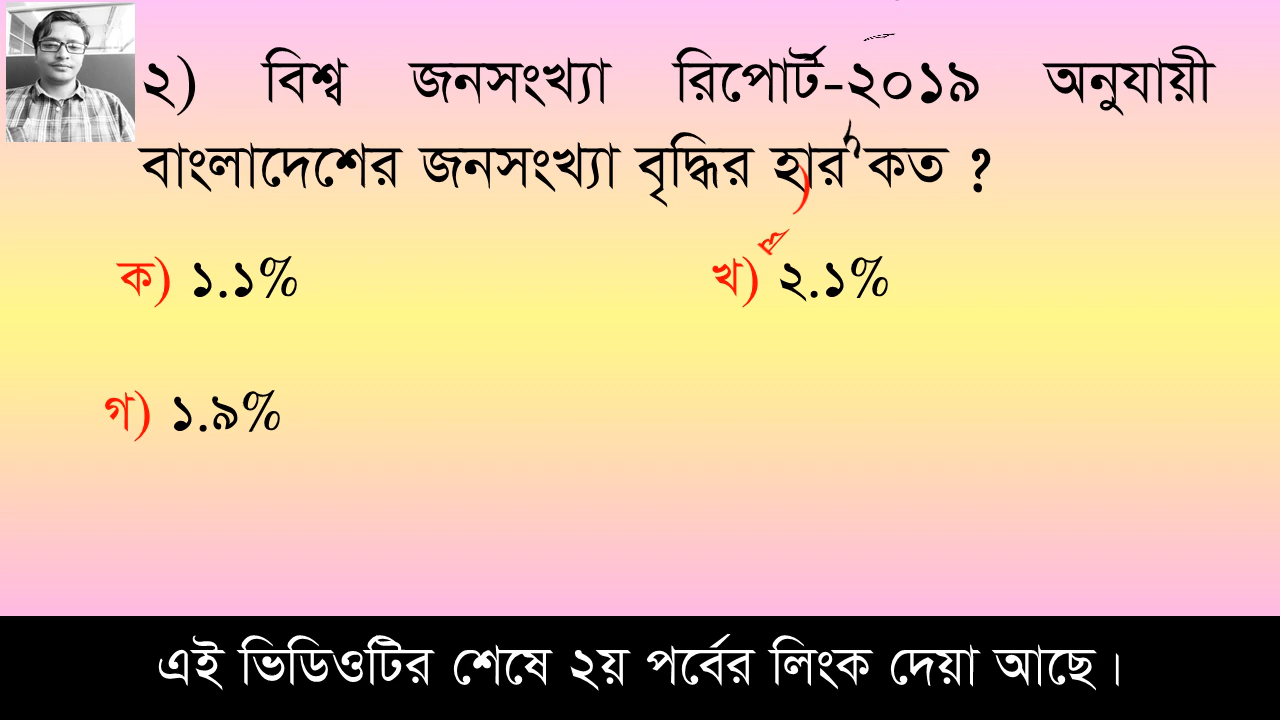 ২) বিশ্ব জনসংখ্যা রিপোর্ট-২০১৯ অনুযায়ী
বাংলাদেশের জনসংখ্যা বৃদ্ধির হার কত ?
ক) ১.১%
খ) ২.১%
গ) ১.৯%
এই ভিডিওটির শেষে ২য় পর্বের লিংক দেয়া আছে।